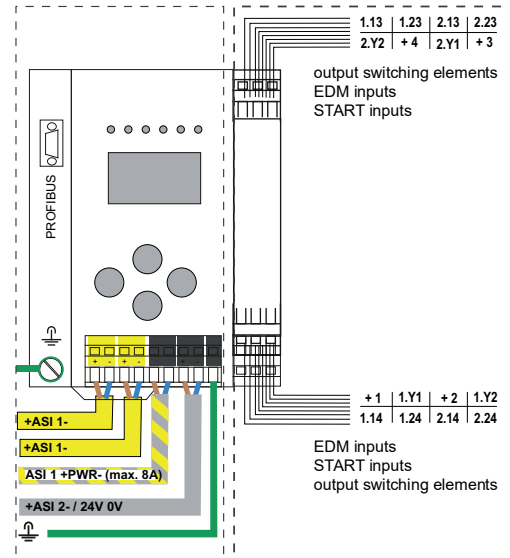 1.13 1.23 2.13 2.23
2.Y2 + 4 2.Y1 + 3
output switching elements
EDM inputs
START inputs
PROFIBUS
+ - + - + -
+ASI 1-
+ASI 1-
ASI 1 +PWR- (max. 8A)
+ASI 2- / 24V 0V
+ 1 1.Y1 + 2 1.Y2
1.14 1.24 2.14 2.24
EDM inputs
START inputs
output switching elements